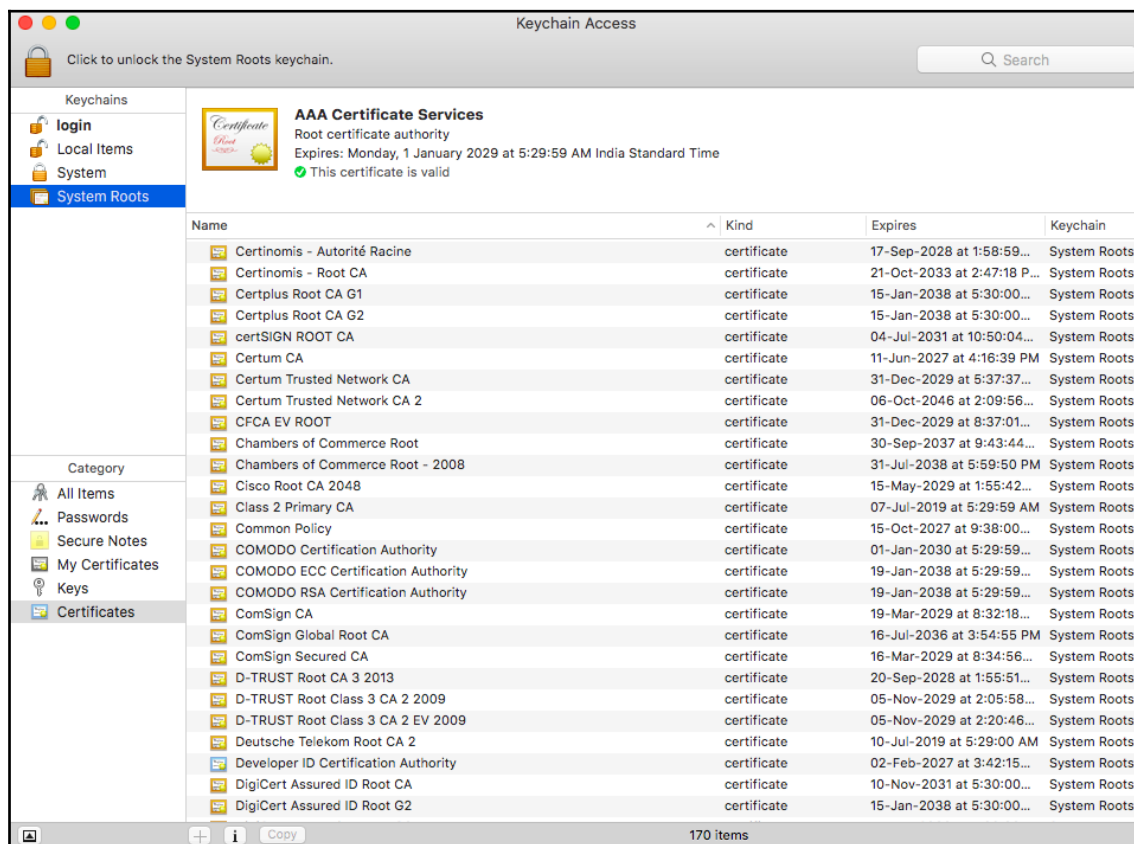 Keychain Access
Click to unlock the System Roots keychain.
Search
Keychains
login
Local Items
System
System Roots
Certificate
Root
AAA Certificate Services
Root certificate authority
Expires: Monday, 1 January 2029 at 5:29:59 AM India Standard Time
This certificate is valid
Name Kind Expires Keychain
Certinomis - Autorité Racine certificate 17-Sep-2028 at 1:58:59... System Roots
Certinomis - Root CA certificate 21-Oct-2033 at 2:47:18 P... System Roots
Certplus Root CA G1 certificate 15-Jan-2038 at 5:30:00... System Roots
Certplus Root CA G2 certificate 15-Jan-2038 at 5:30:00... System Roots
certSIGN ROOT CA certificate 04-Jul-2031 at 10:50:04... System Roots
Certum CA certificate 11-Jun-2027 at 4:16:39 PM System Roots
Certum Trusted Network CA certificate 31-Dec-2029 at 5:37:37... System Roots
Certum Trusted Network CA 2 certificate 06-Oct-2046 at 2:09:56... System Roots
CFCA EV ROOT certificate 31-Dec-2029 at 8:37:01... System Roots
Chambers of Commerce Root certificate 30-Sep-2037 at 9:43:44... System Roots
Chambers of Commerce Root - 2008 certificate 31-Jul-2038 at 5:59:50 PM System Roots
Cisco Root CA 2048 certificate 15-May-2029 at 1:55:42... System Roots
Class 2 Primary CA certificate 07-Jul-2019 at 5:29:59 AM System Roots
Common Policy certificate 15-Oct-2027 at 9:38:00... System Roots
COMODO Certification Authority certificate 01-Jan-2030 at 5:29:59... System Roots
COMODO ECC Certification Authority certificate 19-Jan-2038 at 5:29:59... System Roots
COMODO RSA Certification Authority certificate 19-Jan-2038 at 5:29:59... System Roots
ComSign CA certificate 19-Mar-2029 at 8:32:18... System Roots
ComSign Global Root CA certificate 16-Jul-2036 at 3:54:55 PM System Roots
ComSign Secured CA certificate 16-Mar-2029 at 8:34:56... System Roots
D-TRUST Root CA 3 2013 certificate 20-Sep-2028 at 1:55:51... System Roots
D-TRUST Root Class 3 CA 2 2009 certificate 05-Nov-2029 at 2:05:58... System Roots
D-TRUST Root Class 3 CA 2 EV 2009 certificate 05-Nov-2029 at 2:20:46... System Roots
Deutsche Telekom Root CA 2 certificate 10-Jul-2019 at 5:29:00 AM System Roots
Developer ID Certification Authority certificate 02-Feb-2027 at 3:42:15... System Roots
DigiCert Assured ID Root CA certificate 10-Nov-2031 at 5:30:00... System Roots
DigiCert Assured ID Root G2 certificate 15-Jan-2038 at 5:30:00... System Roots
Category
All Items
Passwords
Secure Notes
My Certificates
Keys
Certificates
Copy
170 items